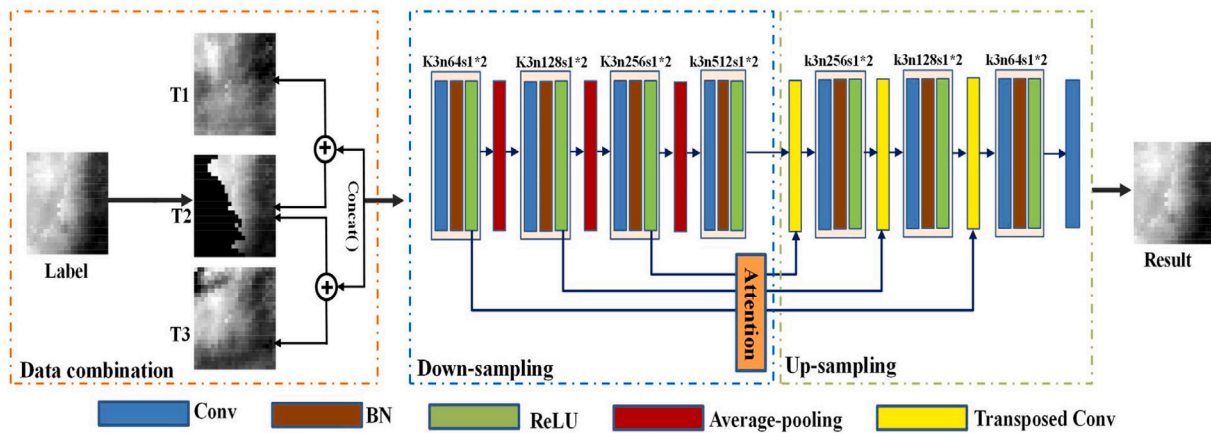 T1
T2
T3
Label
Concat( )
Data combination
K3n64s1*2
K3n128s1*2
K3n256s1*2
k3n512s1*2
Attention
Down-sampling
k3n256s1*2
k3n128s1*2
k3n64s1*2
Up-sampling
Result
Conv
BN
ReLU
Average-pooling
Transposed Conv